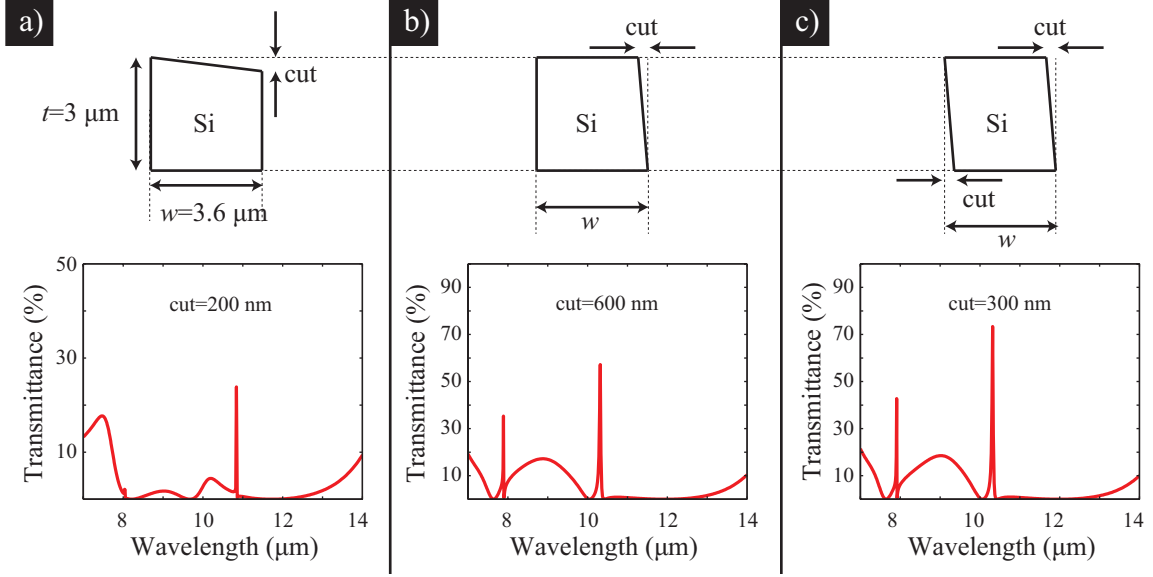 a)
cut
t=3 μm
Si
w=3.6 μm
50
30
10
Transmittance (%)
cut=200 nm
8
10
12
14
Wavelength (μm)
b)
cut
Si
w
90
70
50
30
10
Transmittance (%)
cut=600 nm
8
10
12
14
Wavelength (μm)
c)
cut
Si
cut
w
90
70
50
30
10
Transmittance (%)
cut=300 nm
8
10
12
14
Wavelength (μm)